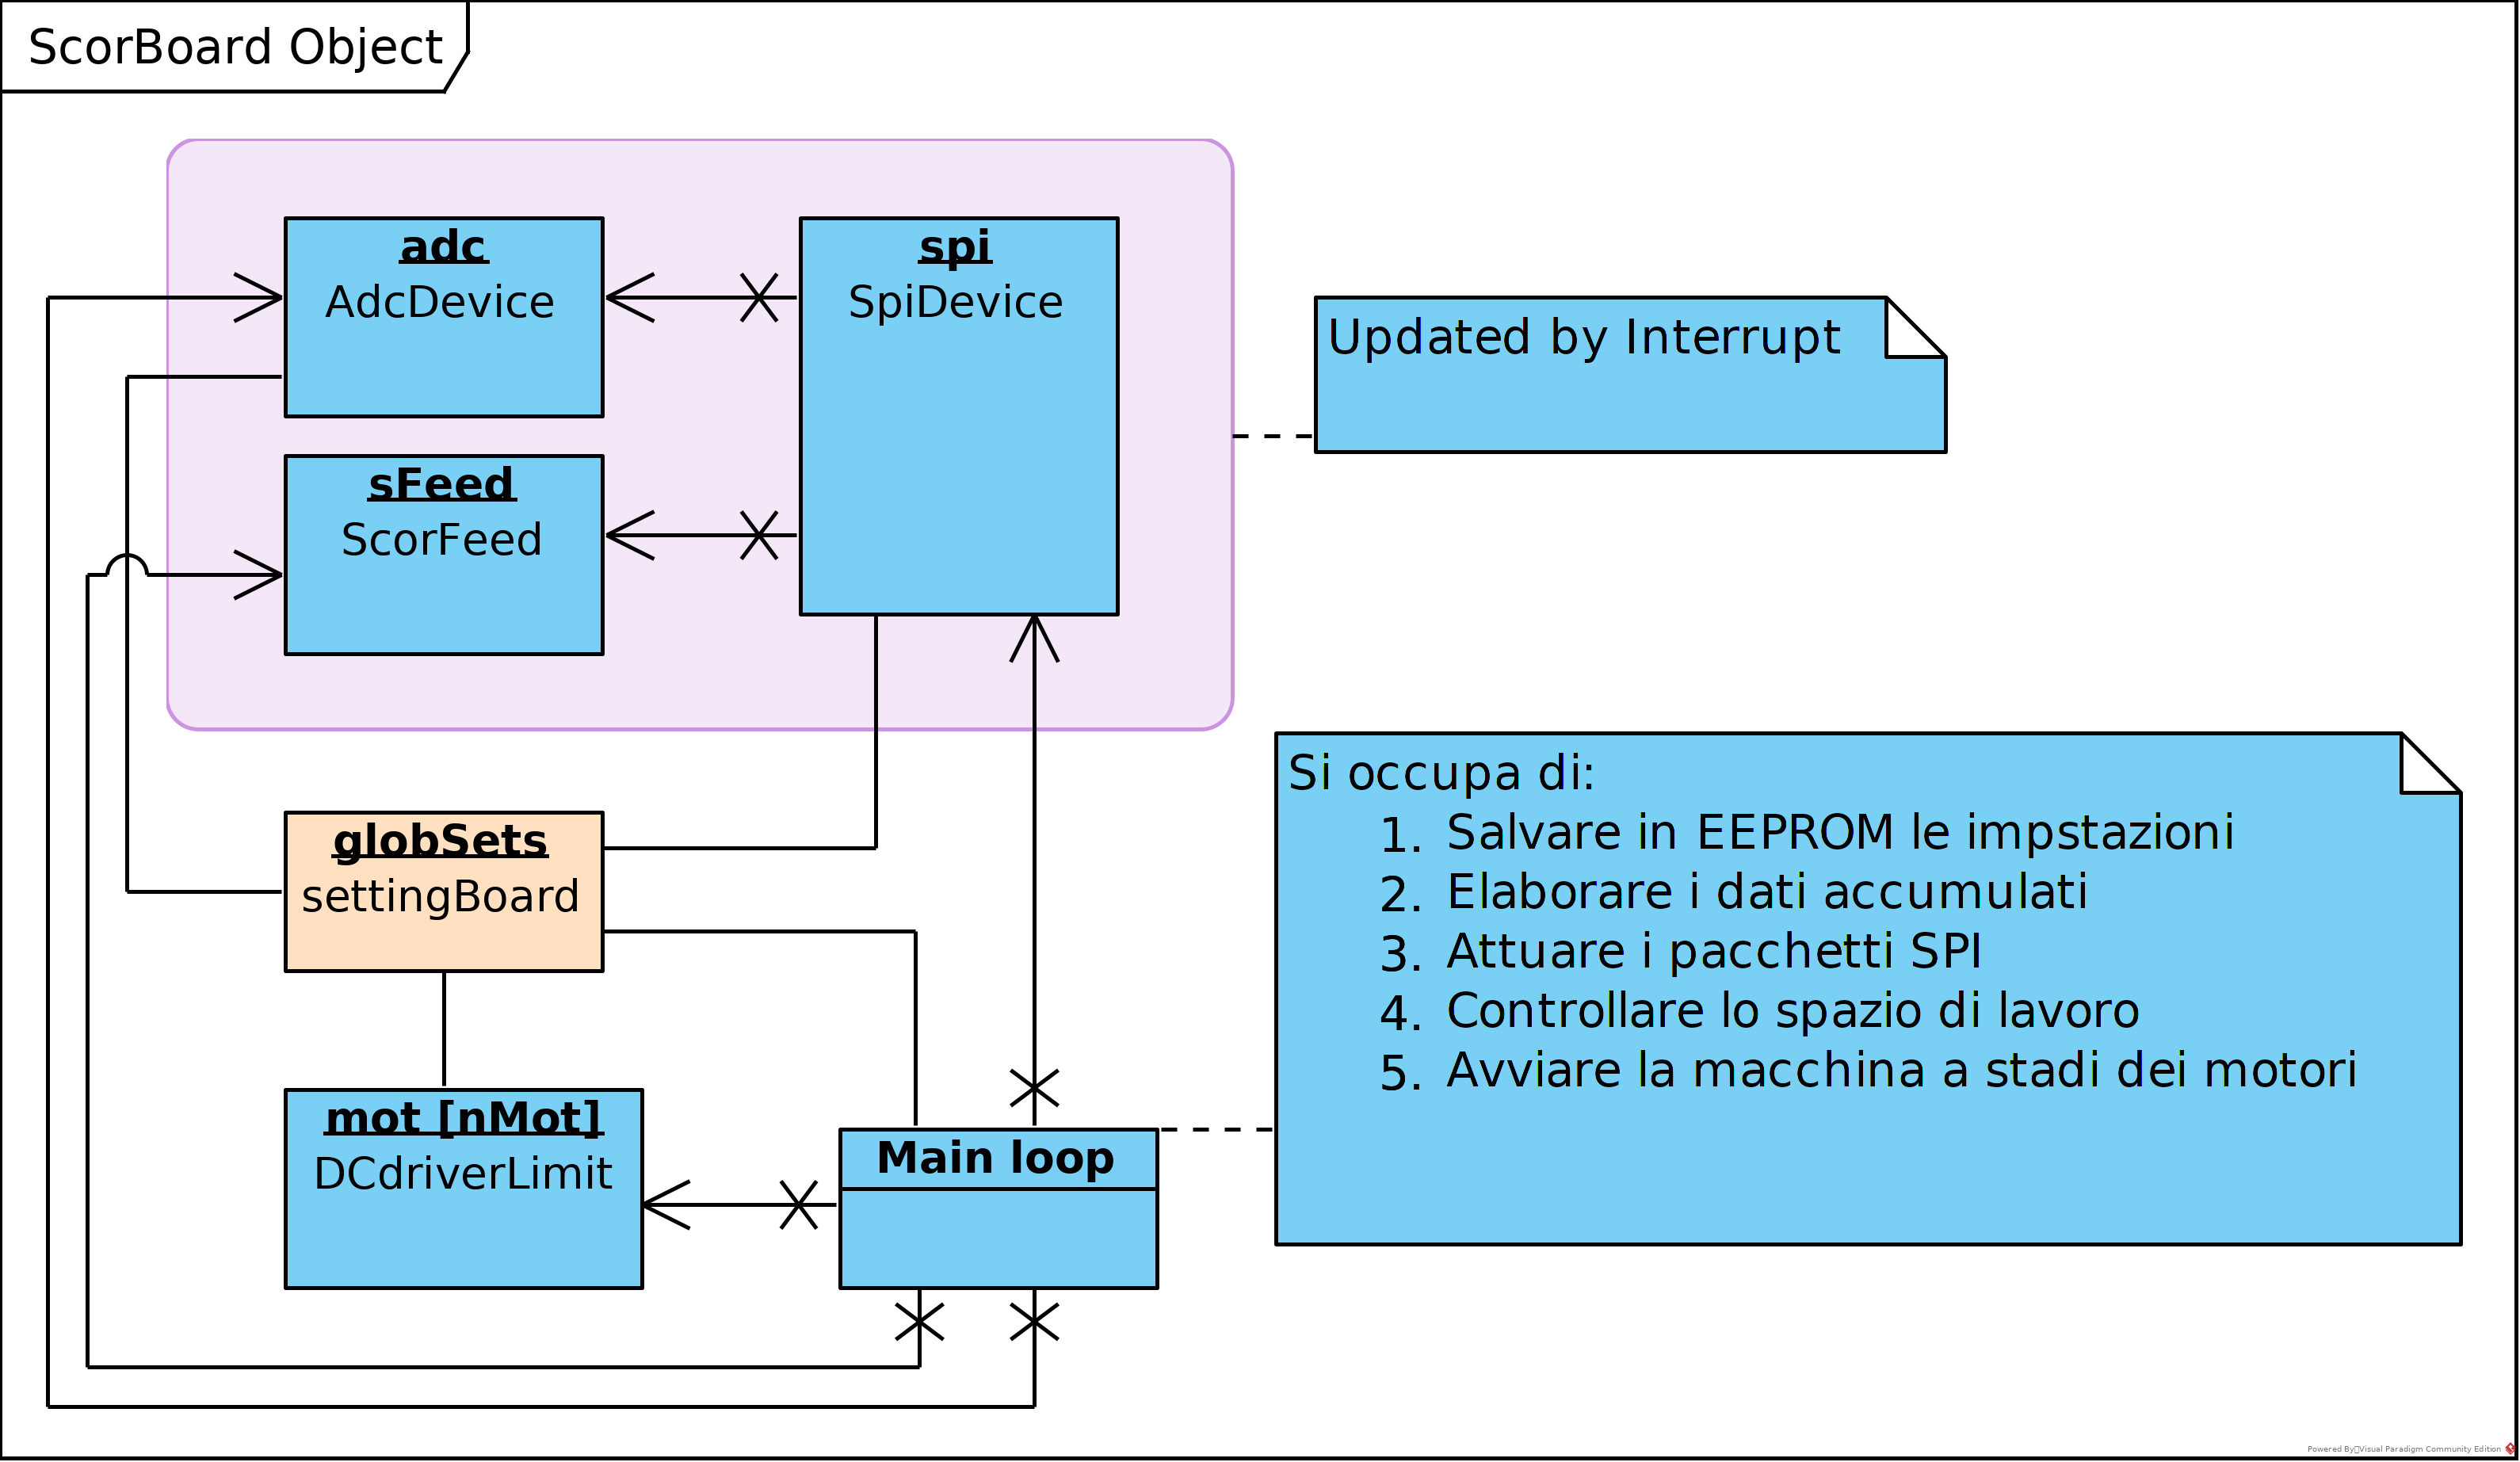 ScorBoard Object
adc
AdcDevice
spi
SpiDevice
Updated by Interrupt
sFeed
ScorFeed
Si occupa di:
1. Salvare in EEPROM le impstazioni
2. Elaborare i dati accumulati
3. Attuare i pacchetti SPI
4. Controllare lo spazio di lavoro
5. Avviare la macchina a stadi dei motori
globSets
settingBoard
mot [nMot]
DCdriverLimit
Main loop
Powered By Visual Paradigm Community Edition